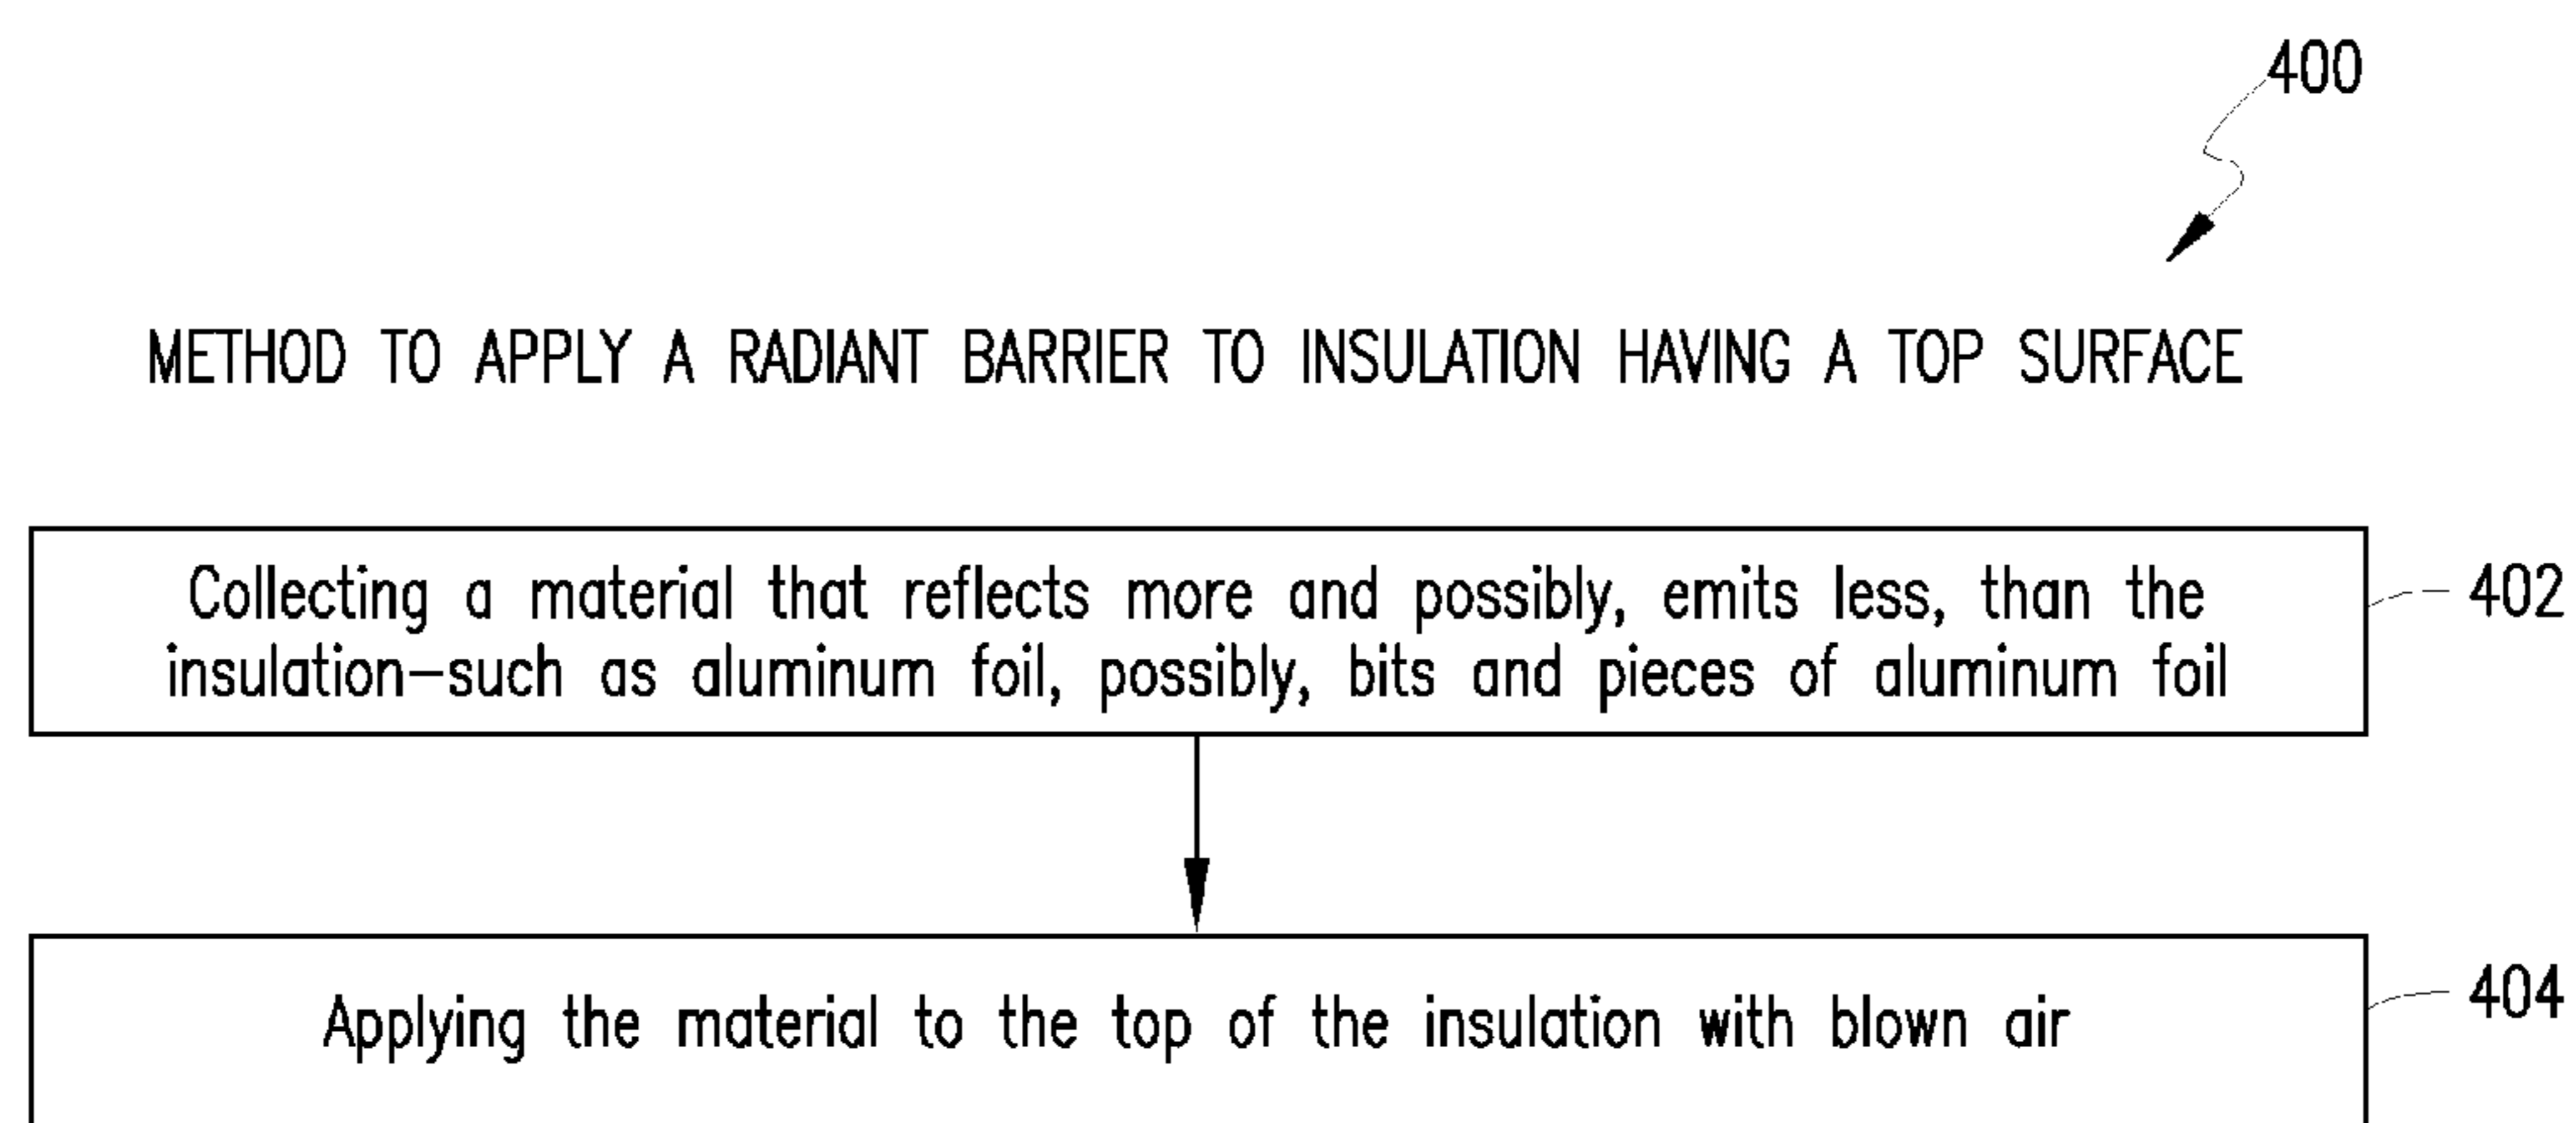 400
METHOD TO APPLY A RADIANT BARRIER TO INSULATION HAVING A TOP SURFACE
Collecting a material that reflects more and possibly, emits less, than the
insulation–such as aluminum foil, possibly, bits and pieces of aluminum foil
402
Applying the material to the top of the insulation with blown air
404